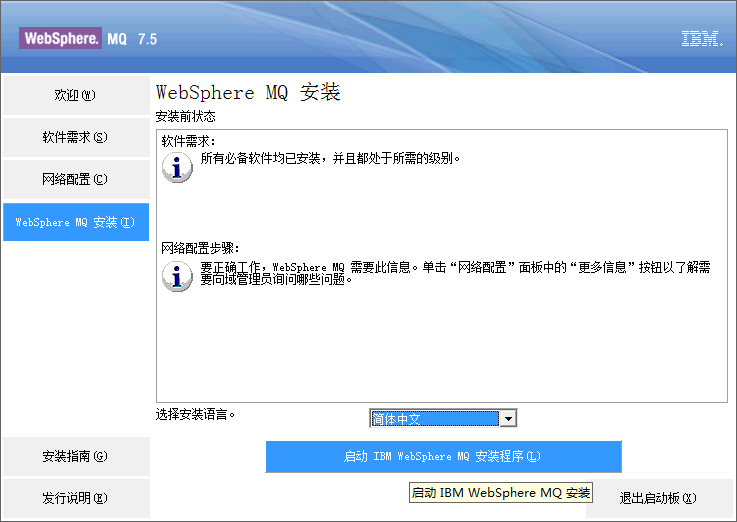 WebSphere. MQ 7.5
IBM.
欢迎(W)
软件需求(S)
网络配置(C)
WebSphere MQ 安装(I)
WebSphere MQ 安装
安装前状态
软件需求:
所有必备软件均已安装，并且都处于所需的级别。
网络配置步骤:
要正确工作，WebSphere MQ 需要此信息。单击“网络配置”面板中的“更多信息”按钮以了解需
要向域管理员询问哪些问题。
选择安装语言。
简体中文
安装指南(G)
启动 IBM WebSphere MQ 安装程序(L)
发行说明(R)
启动 IBM WebSphere MQ 安装
退出启动板(X)